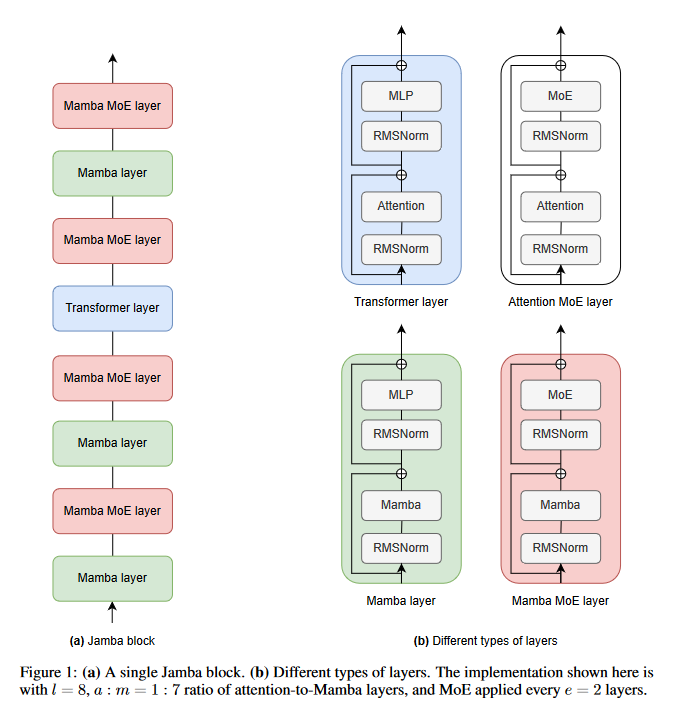 Mamba MoE layer
Mamba layer
Mamba MoE layer
Transformer layer
Mamba MoE layer
Mamba layer
Mamba MoE layer
Mamba layer
(a) Jamba block
MLP
RMSNorm
Attention
RMSNorm
Transformer layer
MoE
RMSNorm
Attention
RMSNorm
Attention MoE layer
MLP
RMSNorm
Mamba
RMSNorm
Mamba layer
MoE
RMSNorm
Mamba
RMSNorm
Mamba MoE layer
(b) Different types of layers
Figure 1: (a) A single Jamba block. (b) Different types of layers. The implementation shown here is
with l = 8, a : m = 1 : 7 ratio of attention-to-Mamba layers, and MoE applied every e = 2 layers.